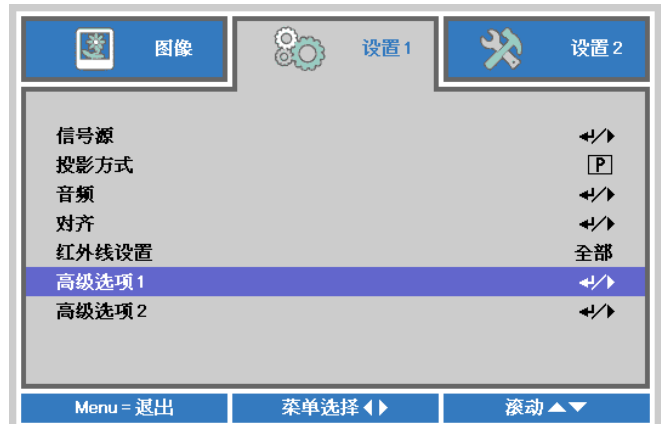 图像
设置1
设置2
信号源 ↵/▶
投影方式 P
音频 ↵/▶
对齐 ↵/▶
红外线设置 全部
高级选项1 ↵/▶
高级选项2 ↵/▶
Menu = 退出
菜单选择◀▶
滚动▲▼